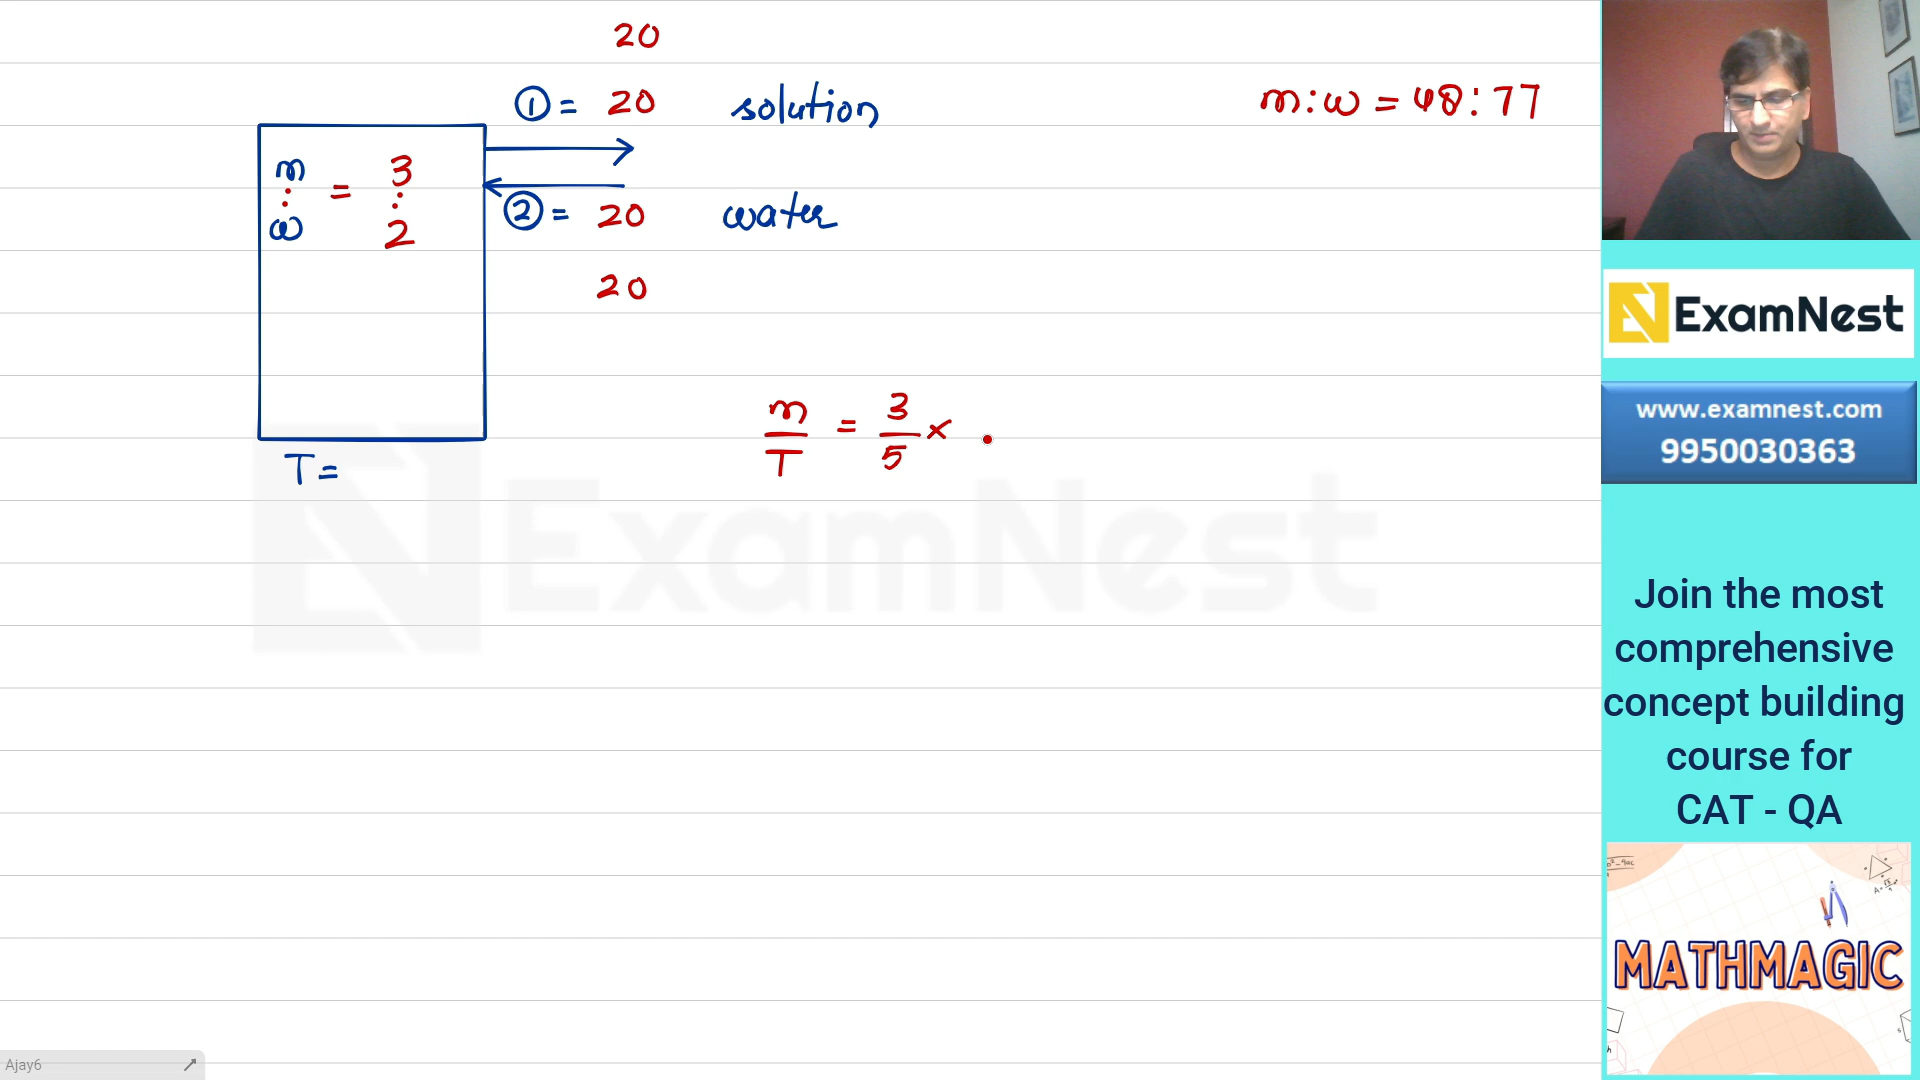 20
① = 20 solution
m : w = 48 : 77
m : w = 3 : 2
② = 20 water
20
m/T = 3/5 ×
T =
ExamNest
Ajay6
ExamNest
www.examnest.com
9950030363
Join the most
comprehensive
concept building
course for
CAT - QA
MATHMAGIC